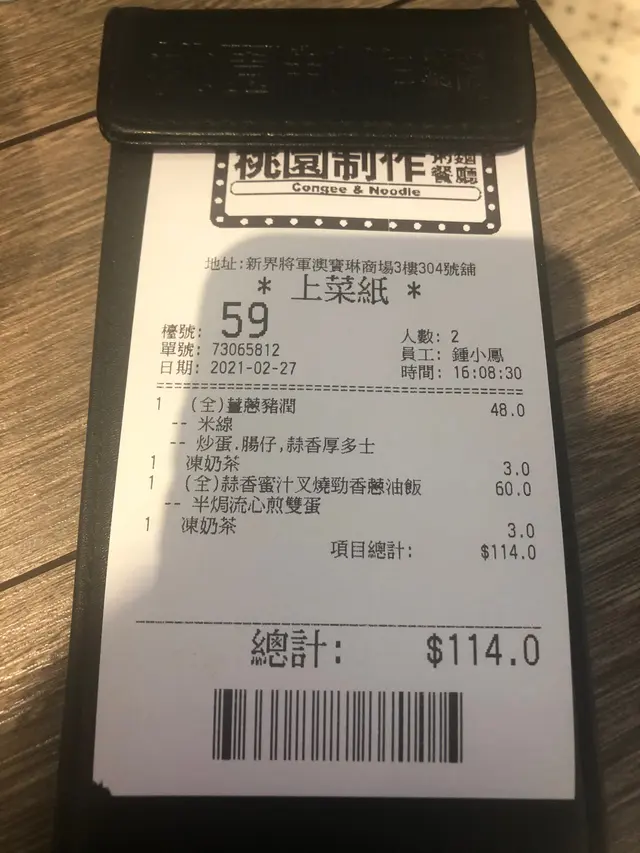 桃園制作 粥麵
餐廳
Congee & Noodle
地址:新界將軍澳寶琳商場3樓304號舖
* 上菜紙 *
檯號: 59 人數: 2
單號: 73065812 員工: 鍾小鳳
日期: 2021-02-27 時間: 16:08:30
1 (全)薑蔥豬潤 48.0
-- 米線
-- 炒蛋.腸仔,蒜香厚多士
1 凍奶茶 3.0
1 (全)蒜香蜜汁叉燒勁香蔥油飯 60.0
-- 半焗流心煎雙蛋
1 凍奶茶 3.0
項目總計: $114.0
總計: $114.0